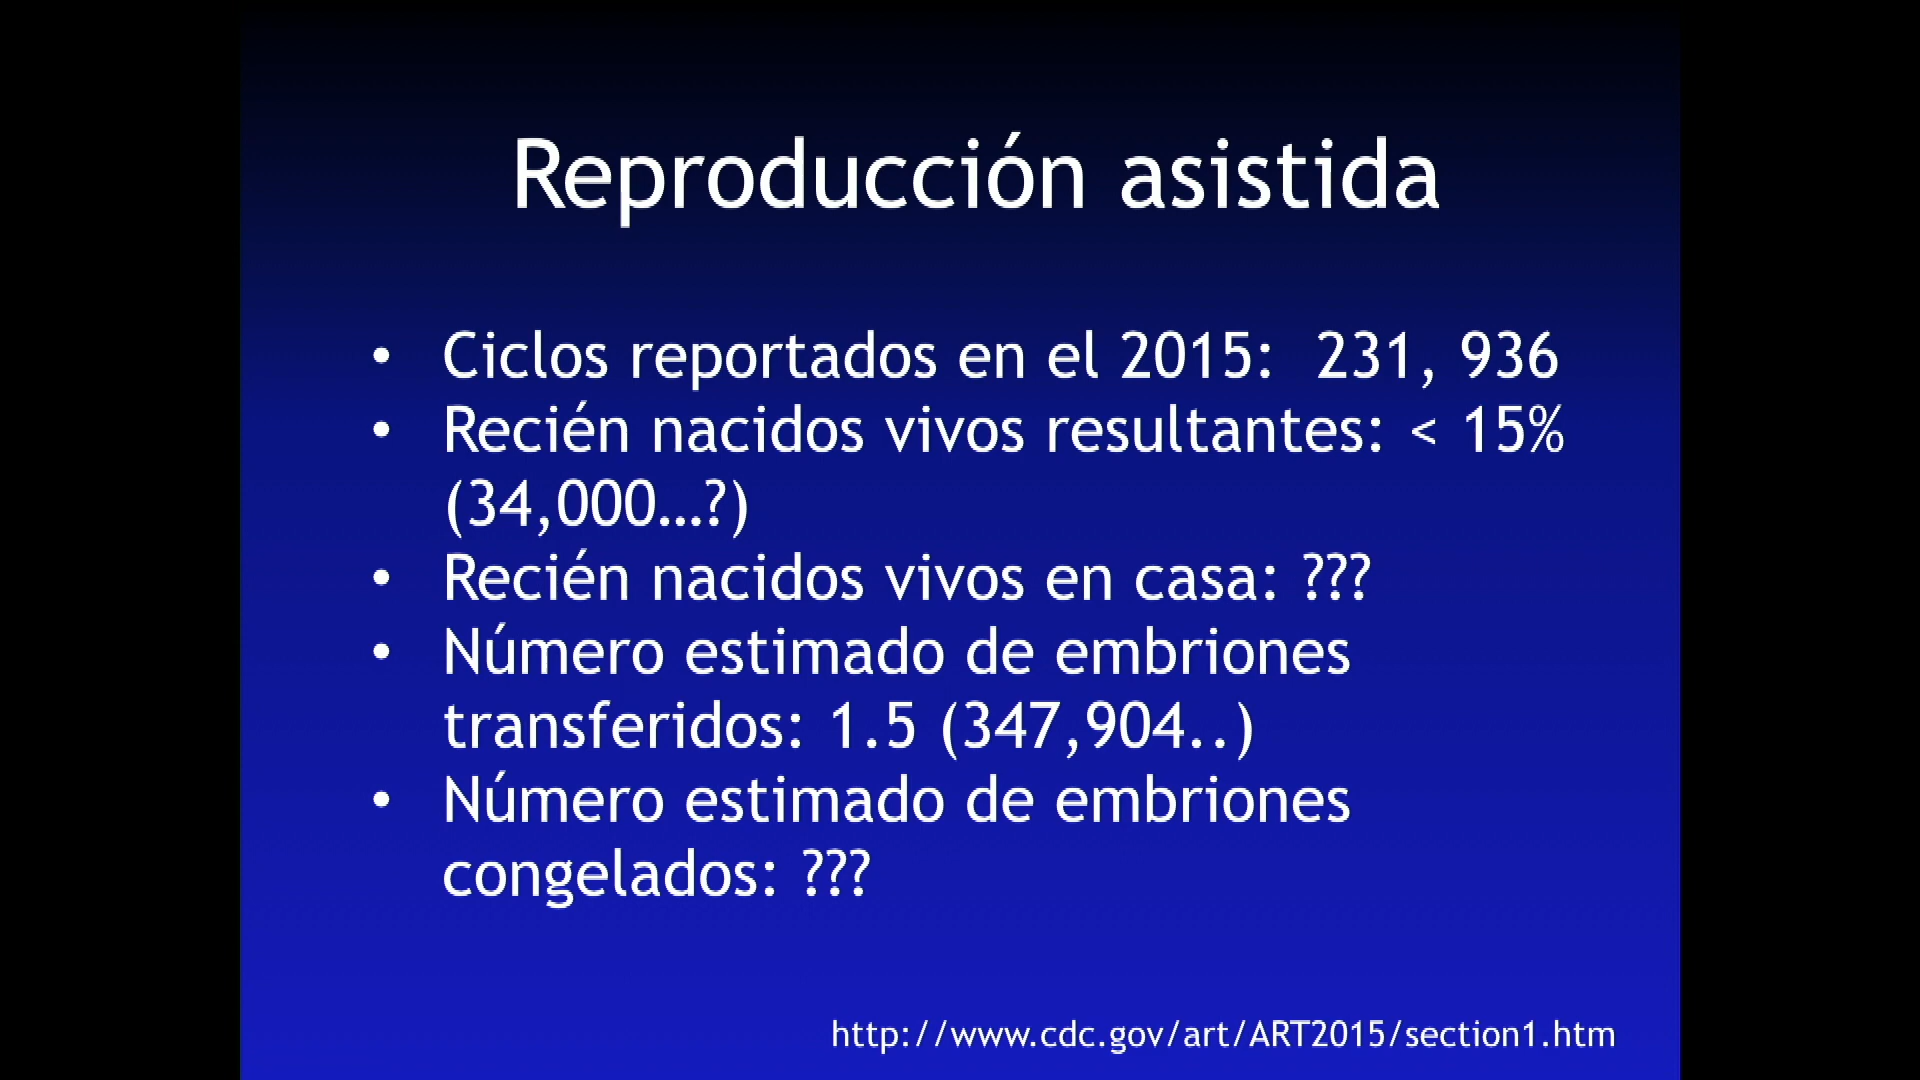 Reproducción asistida
• Ciclos reportados en el 2015:  231, 936
• Recién nacidos vivos resultantes: < 15%
(34,000...?)
• Recién nacidos vivos en casa: ???
• Número estimado de embriones
transferidos: 1.5 (347,904..)
• Número estimado de embriones
congelados: ???
http://www.cdc.gov/art/ART2015/section1.htm